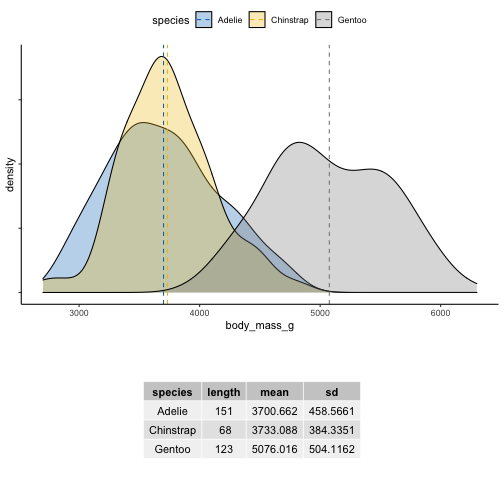 species Adelie Chinstrap Gentoo
density
3000 4000 5000 6000
body_mass_g
species length mean sd
Adelie 151 3700.662 458.5661
Chinstrap 68 3733.088 384.3351
Gentoo 123 5076.016 504.1162